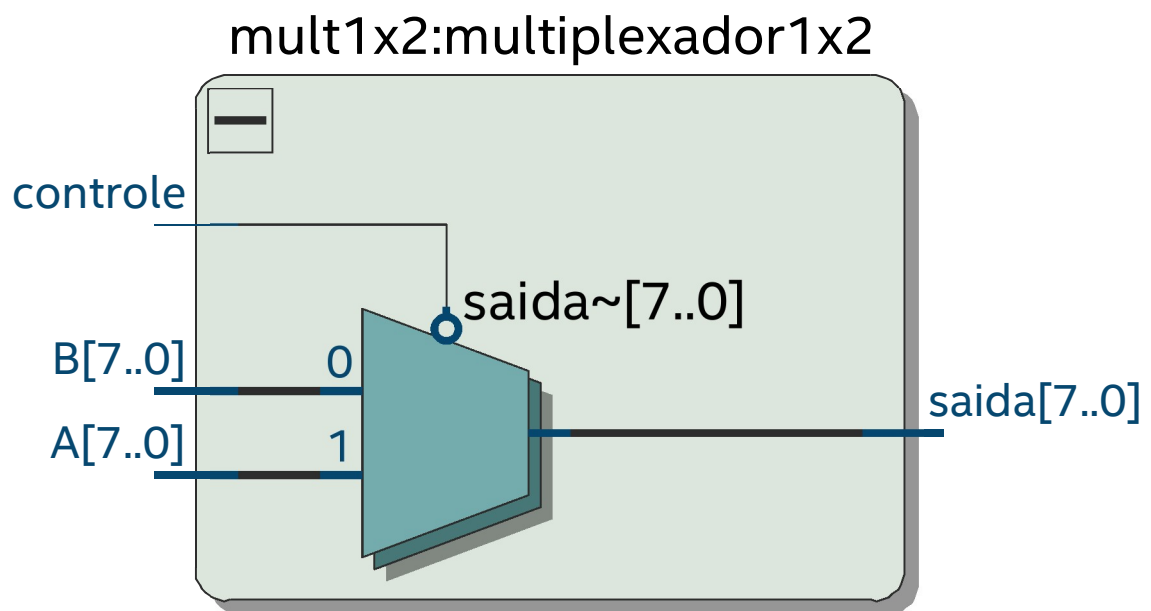 mult1x2:multiplexador1x2
controle
saida~[7..0]
B[7..0]
0
saida[7..0]
A[7..0]
1